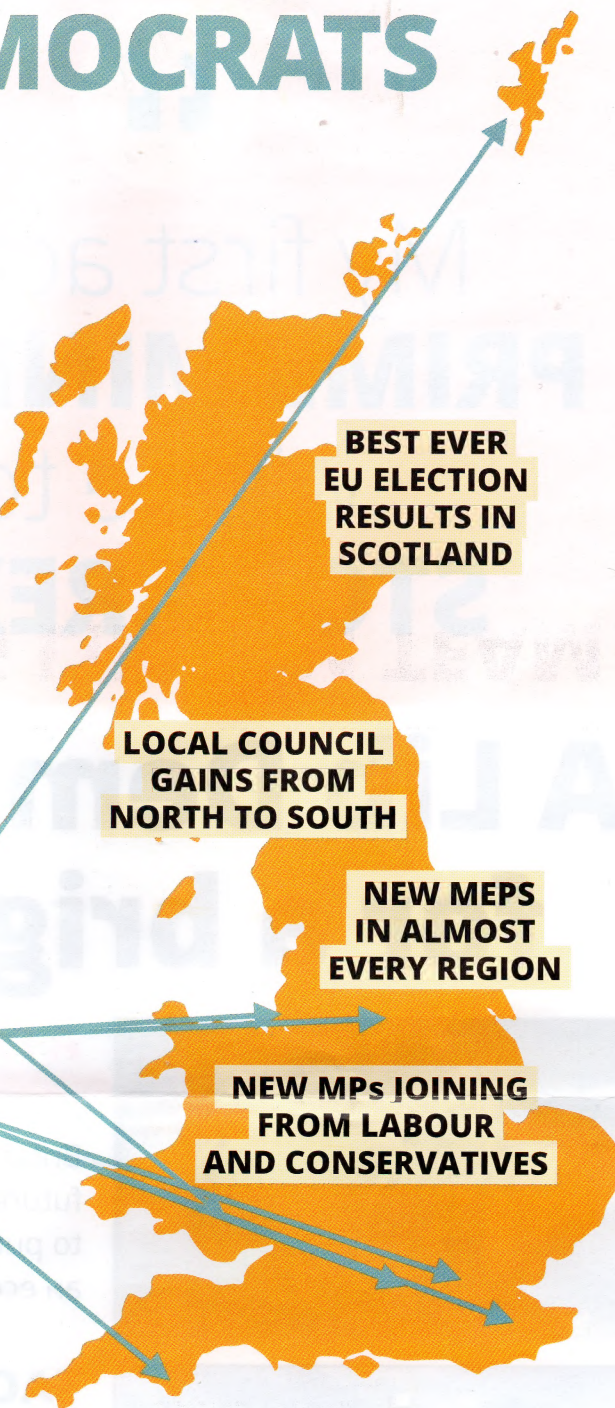 MOCRATS
BEST EVER
EU ELECTION
RESULTS IN
SCOTLAND
LOCAL COUNCIL
GAINS FROM
NORTH TO SOUTH
NEW MEPS
IN ALMOST
EVERY REGION
NEW MPs JOINING
FROM LABOUR
AND CONSERVATIVES